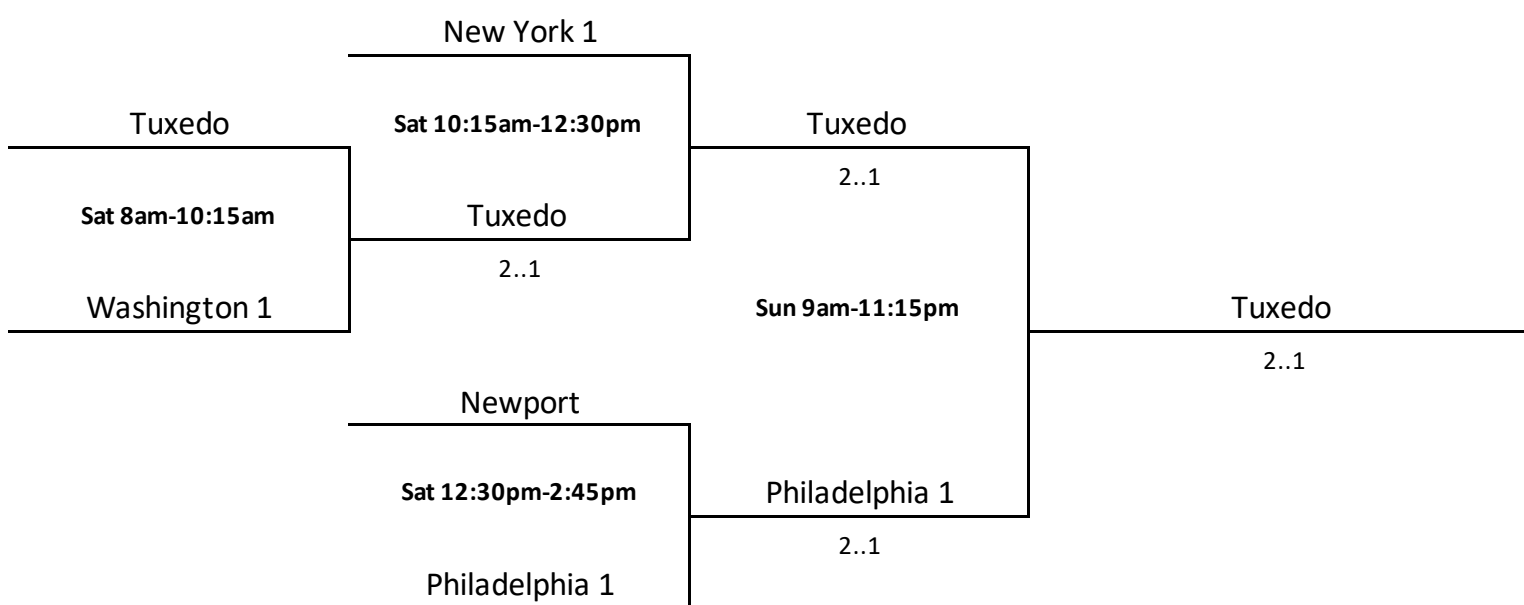 New York 1
Tuxedo
Sat 10:15am-12:30pm
Tuxedo
2..1
Sat 8am-10:15am
Tuxedo
2..1
Washington 1
Sun 9am-11:15pm
Tuxedo
2..1
Newport
Sat 12:30pm-2:45pm
Philadelphia 1
2..1
Philadelphia 1